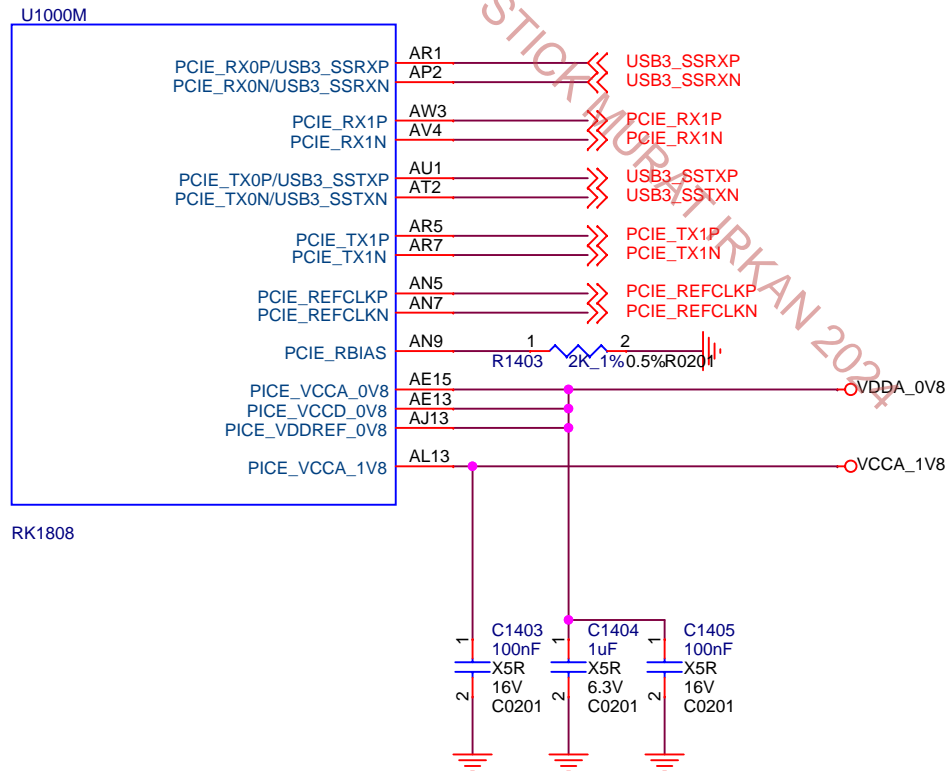 U1000M
PCIE_RX0P/USB3_SSRXP AR1 USB3_SSRXP
PCIE_RX0N/USB3_SSRXN AP2 USB3_SSRXN
PCIE_RX1P AW3 PCIE_RX1P
PCIE_RX1N AV4 PCIE_RX1N
PCIE_TX0P/USB3_SSTXP AU1 USB3_SSTXP
PCIE_TX0N/USB3_SSTXN AT2 USB3_SSTXN
PCIE_TX1P AR5 PCIE_TX1P
PCIE_TX1N AR7 PCIE_TX1N
PCIE_REFCLKP AN5 PCIE_REFCLKP
PCIE_REFCLKN AN7 PCIE_REFCLKN
PCIE_RBIAS AN9 1 2
R1403 2K_1% 0.5% R0201
PICE_VCCA_0V8 AE15 VDDA_0V8
PICE_VCCD_0V8 AE13
PICE_VDDREF_0V8 AJ13
PICE_VCCA_1V8 AL13 VCCA_1V8
RK1808
1 C1403 1 C1404 1 C1405
100nF 1uF 100nF
X5R X5R X5R
2 16V 2 6.3V 2 16V
C0201 C0201 C0201
STICK MURAT IRKAN 2024